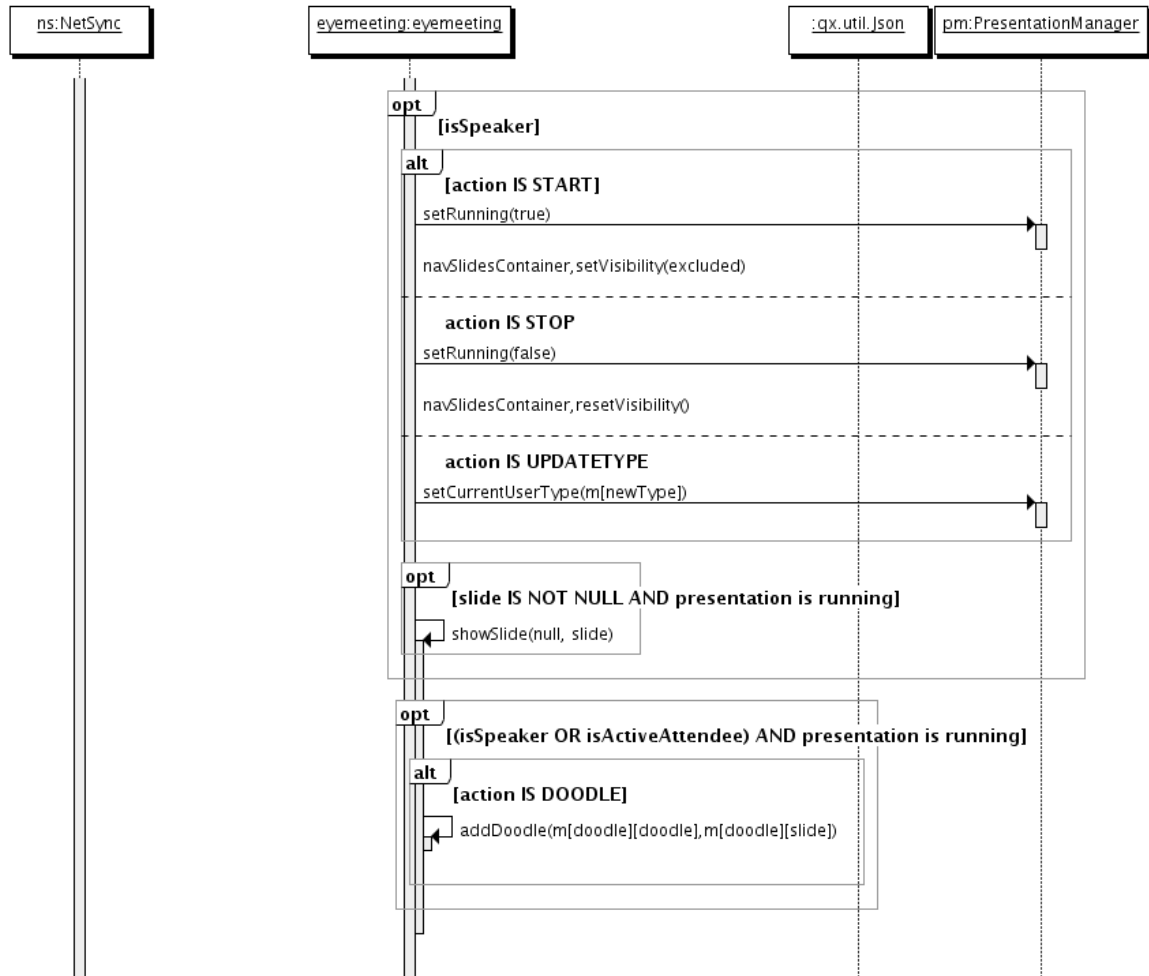 ns:NetSync
eyemeeting:eyemeeting
:qx.util.Json
pm:PresentationManager
opt
[isSpeaker]
alt
[action IS START]
setRunning(true)
navSlidesContainer,setVisibility(excluded)
action IS STOP
setRunning(false)
navSlidesContainer,resetVisibility()
action IS UPDATETYPE
setCurrentUserType(m[newType])
opt
[slide IS NOT NULL AND presentation is running]
showSlide(null, slide)
opt
[(isSpeaker OR isActiveAttendee) AND presentation is running]
alt
[action IS DOODLE]
addDoodle(m[doodle][doodle],m[doodle][slide])